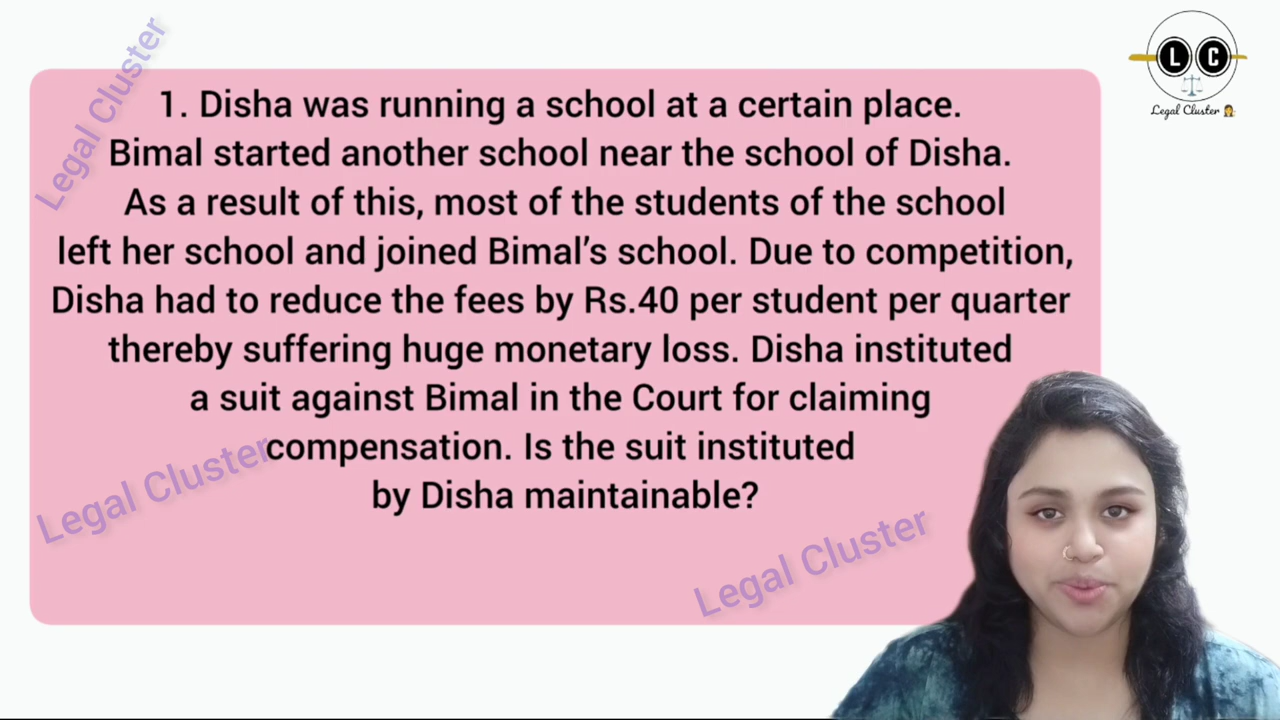 1. Disha was running a school at a certain place.
Bimal started another school near the school of Disha.
As a result of this, most of the students of the school
left her school and joined Bimal's school. Due to competition,
Disha had to reduce the fees by Rs.40 per student per quarter
thereby suffering huge monetary loss. Disha instituted
a suit against Bimal in the Court for claiming
compensation. Is the suit instituted
by Disha maintainable?
L C
Legal Cluster
Legal Cluster
Legal Cluster
Legal Cluster